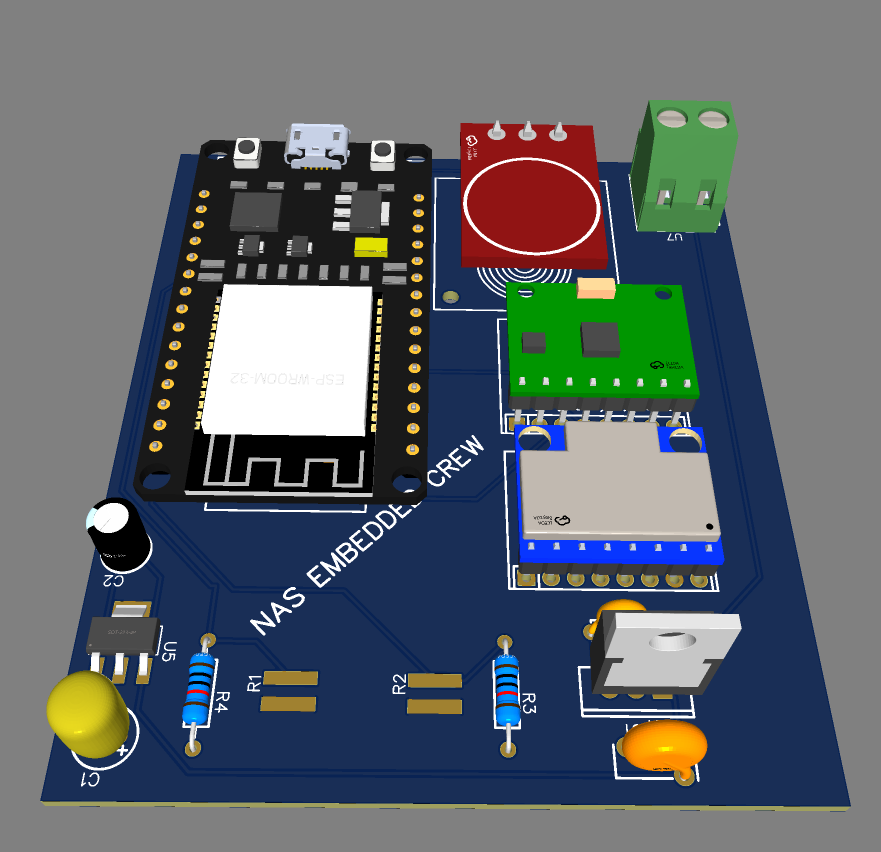 U7
ESP-WROOM-32
NAS EMBEDDED CREW
C2
U5
R1
R2
R4
R3
C1
+